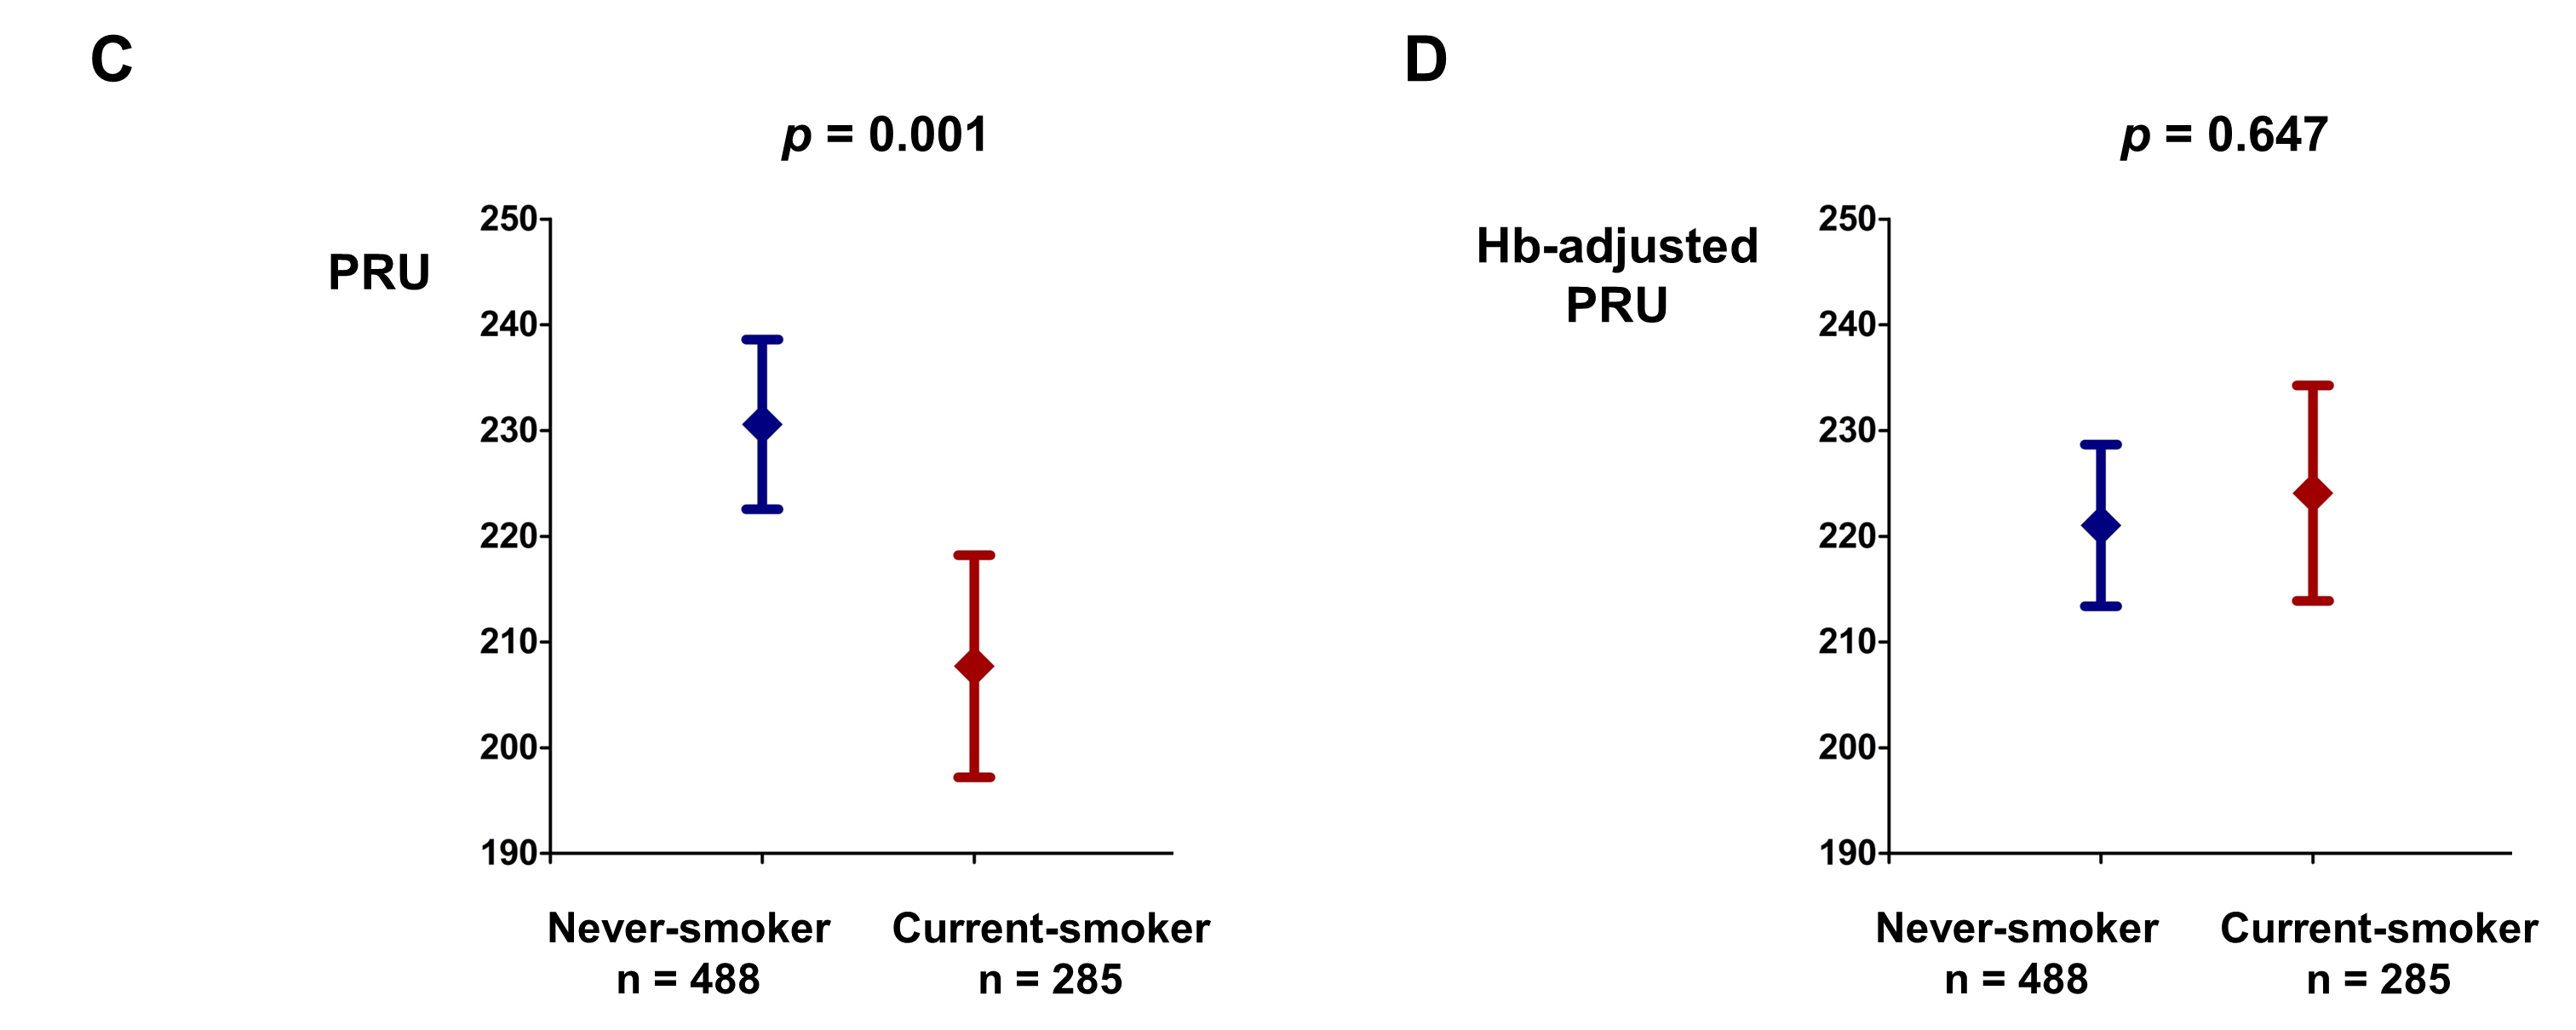 C
p = 0.001
PRU
250
240
230
220
210
200
190
Never-smoker
n = 488
Current-smoker
n = 285
D
p = 0.647
Hb-adjusted
PRU
250
240
230
220
210
200
190
Never-smoker
n = 488
Current-smoker
n = 285